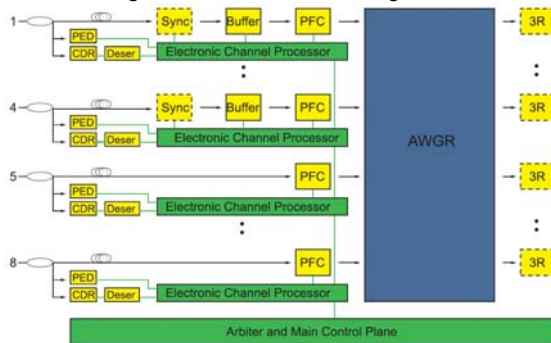 1 Sync Buffer PFC 3R
PED
CDR Deser Electronic Channel Processor
4 Sync Buffer PFC 3R
PED
CDR Deser Electronic Channel Processor
AWGR
5 PFC
PED
CDR Deser Electronic Channel Processor
3R
8 PFC 3R
PED
CDR Deser Electronic Channel Processor
Arbiter and Main Control Plane